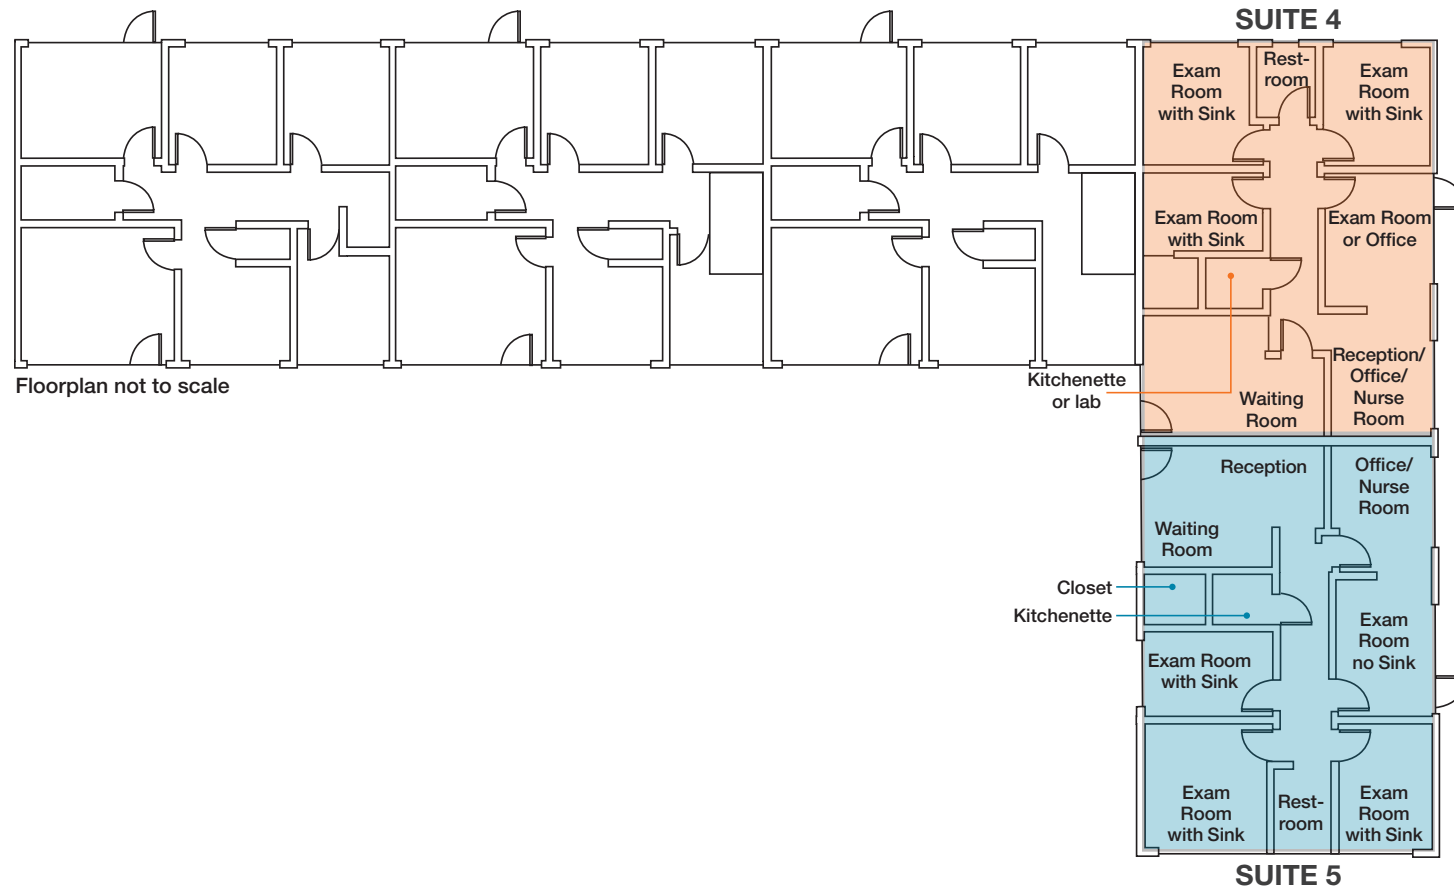 SUITE 4
Exam
Room
with Sink
Rest-
room
Exam
Room
with Sink
Exam Room
with Sink
Exam Room
or Office
Floorplan not to scale
Kitchenette
or lab
Waiting
Room
Reception/
Office/
Nurse
Room
Reception
Office/
Nurse
Room
Waiting
Room
Closet
Kitchenette
Exam Room
with Sink
Exam
Room
no Sink
Exam
Room
with Sink
Rest-
room
Exam
Room
with Sink
SUITE 5